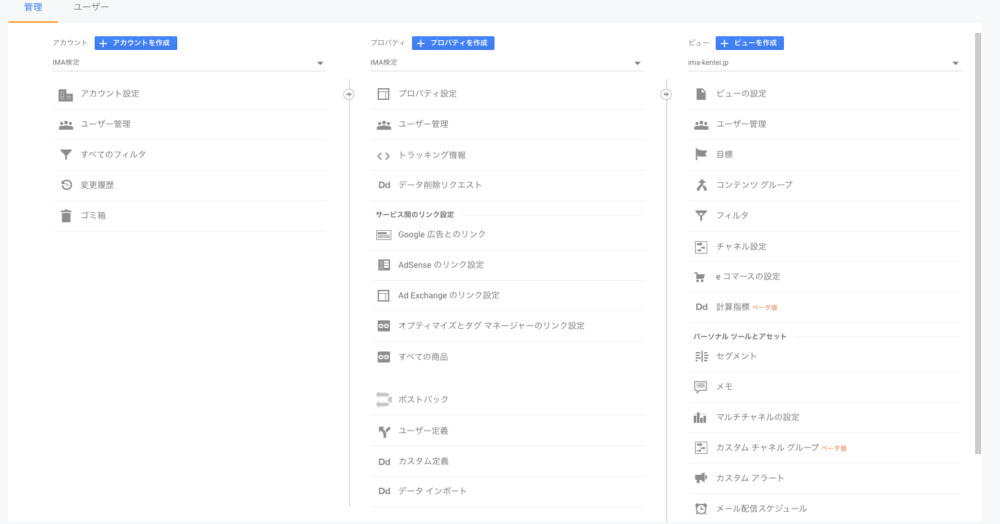 管理
ユーザー
アカウント
アカウントを作成
IMA検定
アカウント設定
ユーザー管理
すべてのフィルタ
変更履歴
ゴミ箱
プロパティ
プロパティを作成
IMA検定
プロパティ設定
ユーザー管理
トラッキング情報
Dd データ削除リクエスト
サービス間のリンク設定
Google 広告とのリンク
AdSense のリンク設定
Ad Exchange のリンク設定
オプティマイズとタグ マネージャーのリンク設定
すべての商品
ポストバック
ユーザー定義
Dd カスタム定義
Dd データ インポート
ビュー
ビューを作成
ima-kentei.jp
ビューの設定
ユーザー管理
目標
コンテンツ グループ
フィルタ
チャネル設定
e コマースの設定
Dd 計算指標 ベータ版
パーソナル ツールとアセット
セグメント
メモ
マルチチャネルの設定
カスタム チャネル グループ ベータ版
カスタム アラート
メール配信スケジュール